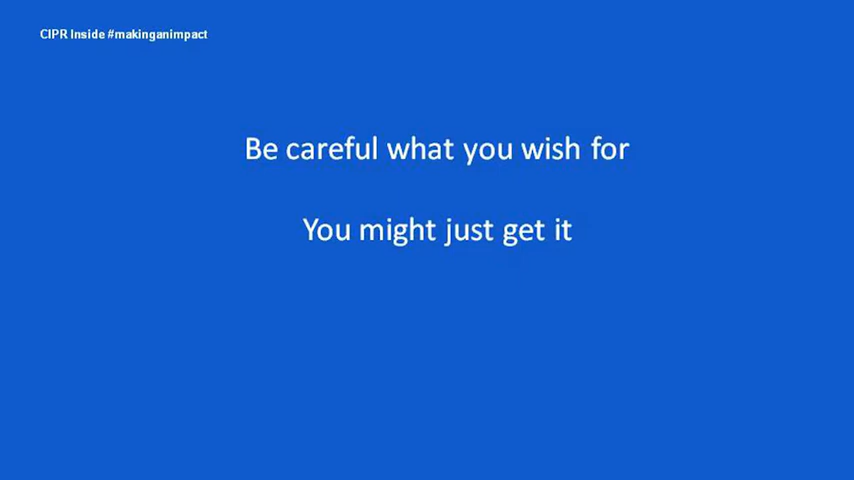 CIPR Inside #makinganimpact
Be careful what you wish for
You might just get it